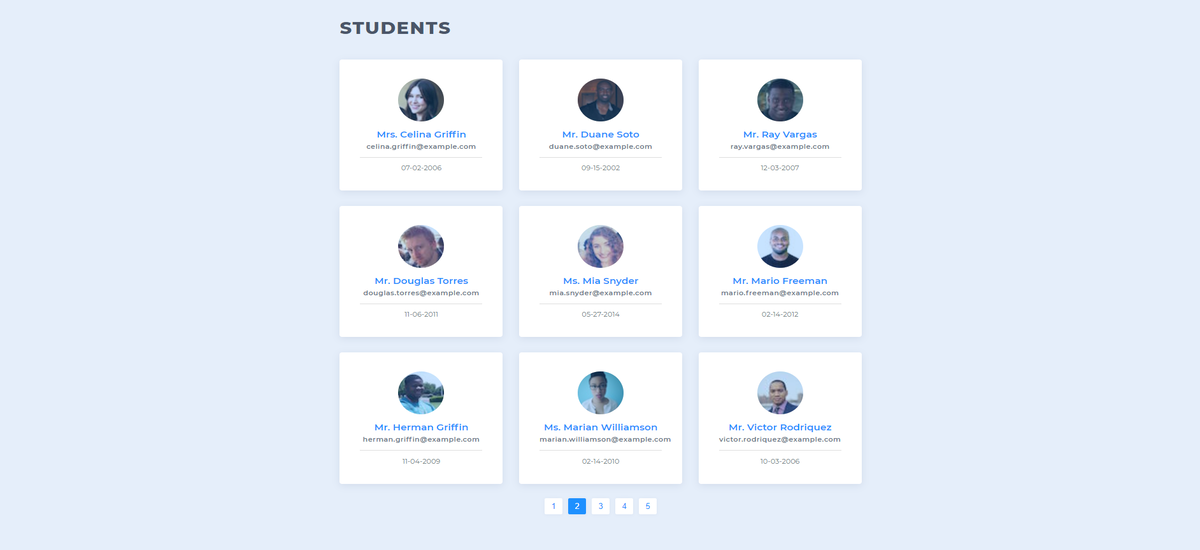 STUDENTS
Mrs. Celina Griffin
celina.griffin@example.com
07-02-2006
Mr. Duane Soto
duane.soto@example.com
09-15-2002
Mr. Ray Vargas
ray.vargas@example.com
12-03-2007
Mr. Douglas Torres
douglas.torres@example.com
11-06-2011
Ms. Mia Snyder
mia.snyder@example.com
05-27-2014
Mr. Mario Freeman
mario.freeman@example.com
02-14-2012
Mr. Herman Griffin
herman.griffin@example.com
11-04-2009
Ms. Marian Williamson
marian.williamson@example.com
02-14-2010
Mr. Victor Rodriquez
victor.rodriquez@example.com
10-03-2006
1 2 3 4 5